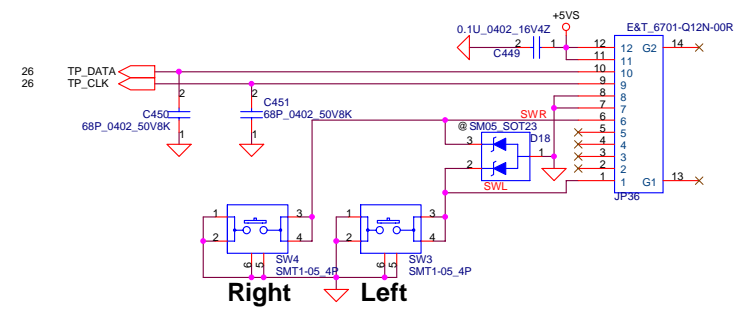 +5VS
E&T_6701-Q12N-00R
0.1U_0402_16V4Z
2 1
C449
12 12 G2 14
11 11
26 TP_DATA 10 10
26 TP_CLK 9 9
8 8
7 7
SWR 6 6
5 5
4 4
3 3
2 2
1 1 G1 13
JP36
2
C450
68P_0402_50V8K
1
2
C451
68P_0402_50V8K
1
@ SM05_SOT23
D18
3
2
1
SWL
1 3
2 4
6 5
SW4
SMT1-05_4P
1 3
2 4
6 5
SW3
SMT1-05_4P
Right Left